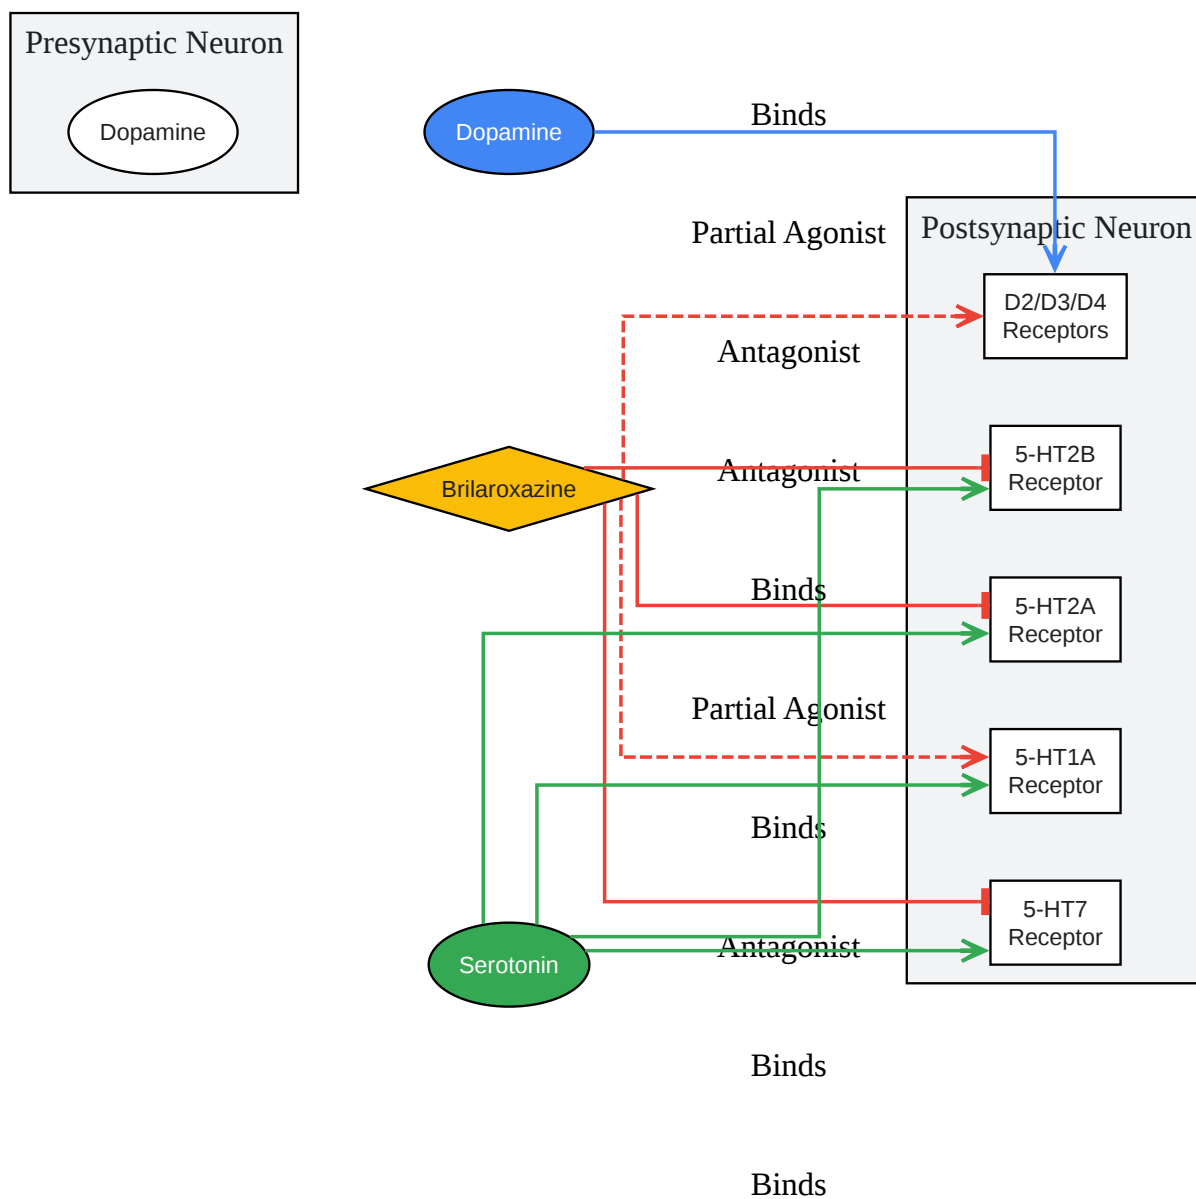 Presynaptic Neuron
Dopamine
Dopamine
Binds
Partial Agonist
Postsynaptic Neuron
D2/D3/D4
Receptors
Antagonist
5-HT2B
Receptor
Antagonist
Brilaroxazine
Binds
5-HT2A
Receptor
Partial Agonist
5-HT1A
Receptor
Binds
5-HT7
Receptor
Antagonist
Serotonin
Binds
Binds